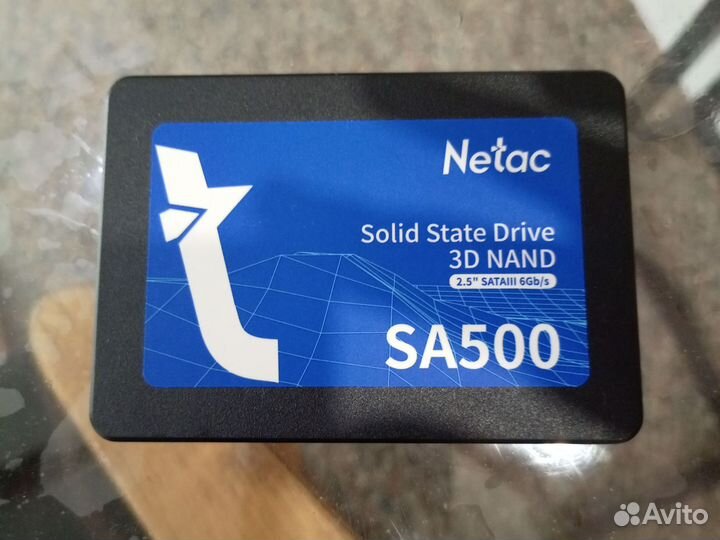 Netac
Solid State Drive
3D NAND
2.5" SATAIII 6Gb/s
SA500
Avito